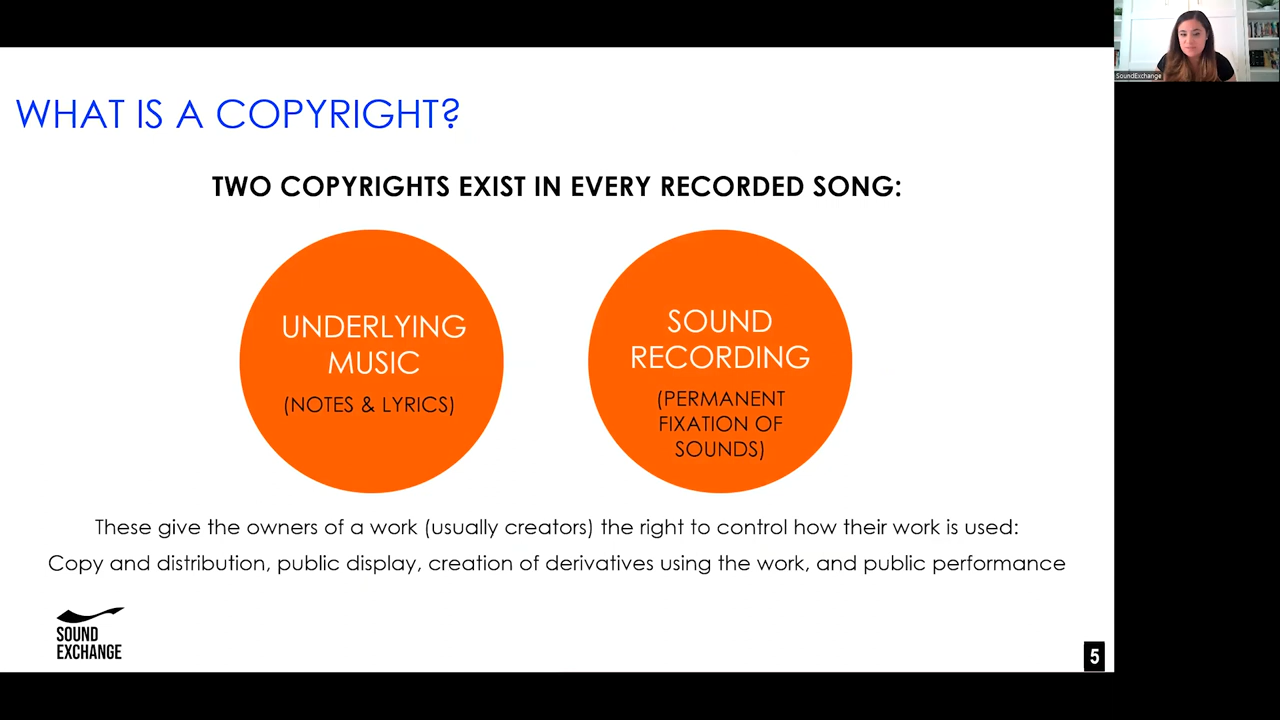 SoundExchange
WHAT IS A COPYRIGHT?
TWO COPYRIGHTS EXIST IN EVERY RECORDED SONG:
UNDERLYING
MUSIC
(NOTES & LYRICS)
SOUND
RECORDING
(PERMANENT
FIXATION OF
SOUNDS)
These give the owners of a work (usually creators) the right to control how their work is used:
Copy and distribution, public display, creation of derivatives using the work, and public performance
SOUND
EXCHANGE
5